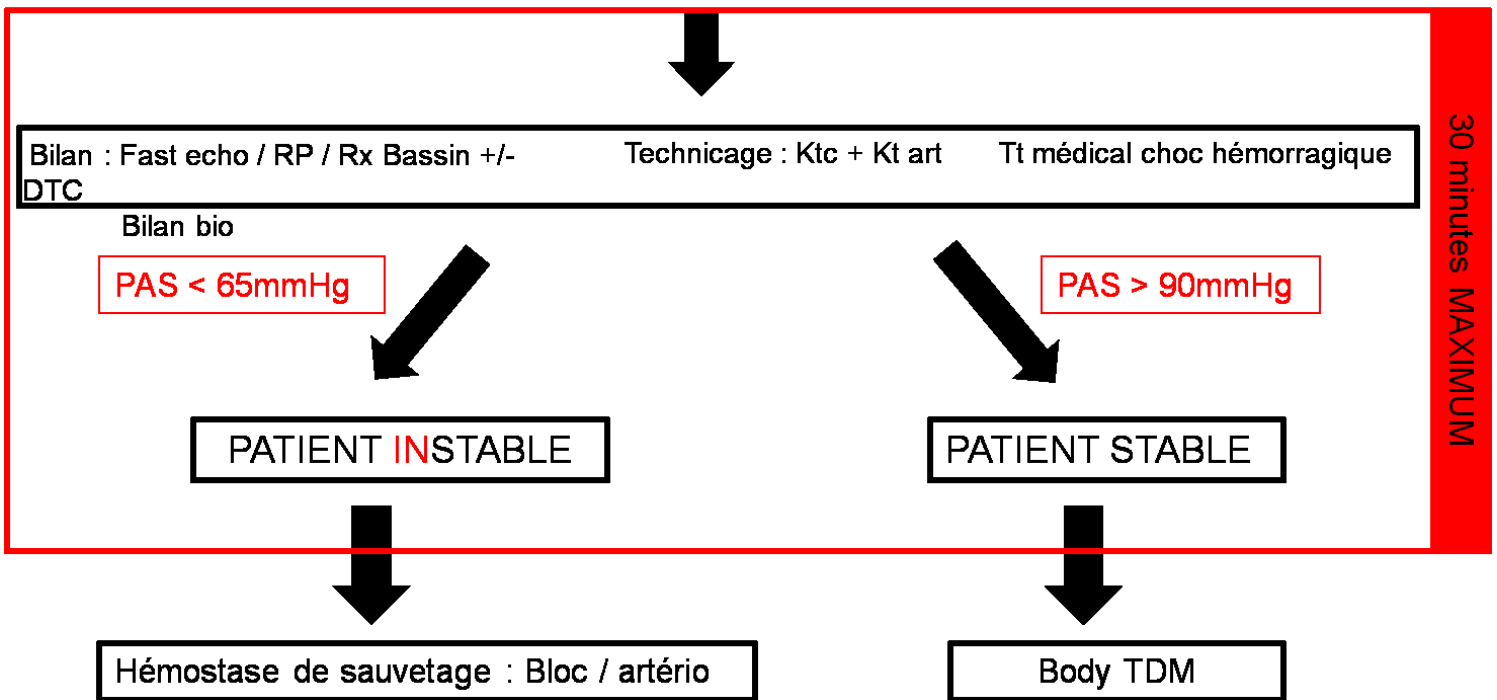 Bilan : Fast echo / RP / Rx Bassin +/-
DTC
Technicage : Ktc + Kt art
Tt médical choc hémorragique
Bilan bio
PAS < 65mmHg
PAS > 90mmHg
30 minutes MAXIMUM
PATIENT INSTABLE
PATIENT STABLE
Hémostase de sauvetage : Bloc / artério
Body TDM